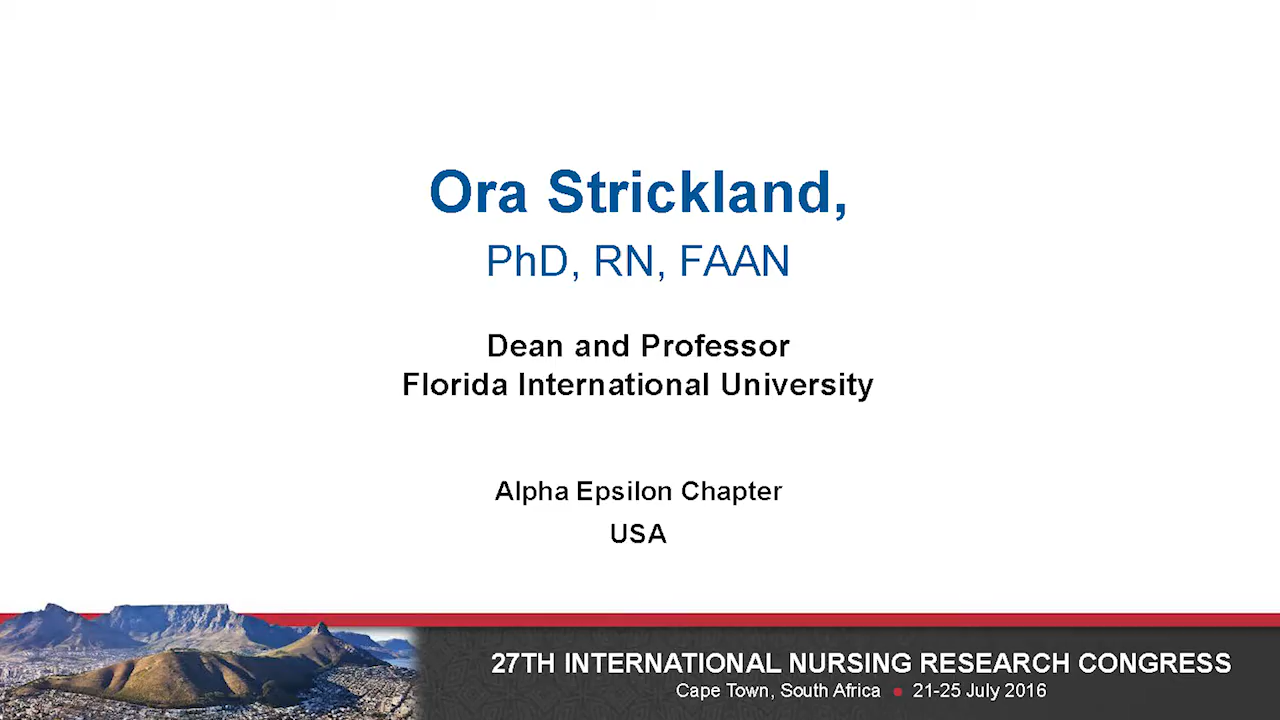 Ora Strickland,
PhD, RN, FAAN
Dean and Professor
Florida International University
Alpha Epsilon Chapter
USA
27TH INTERNATIONAL NURSING RESEARCH CONGRESS
Cape Town, South Africa • 21-25 July 2016